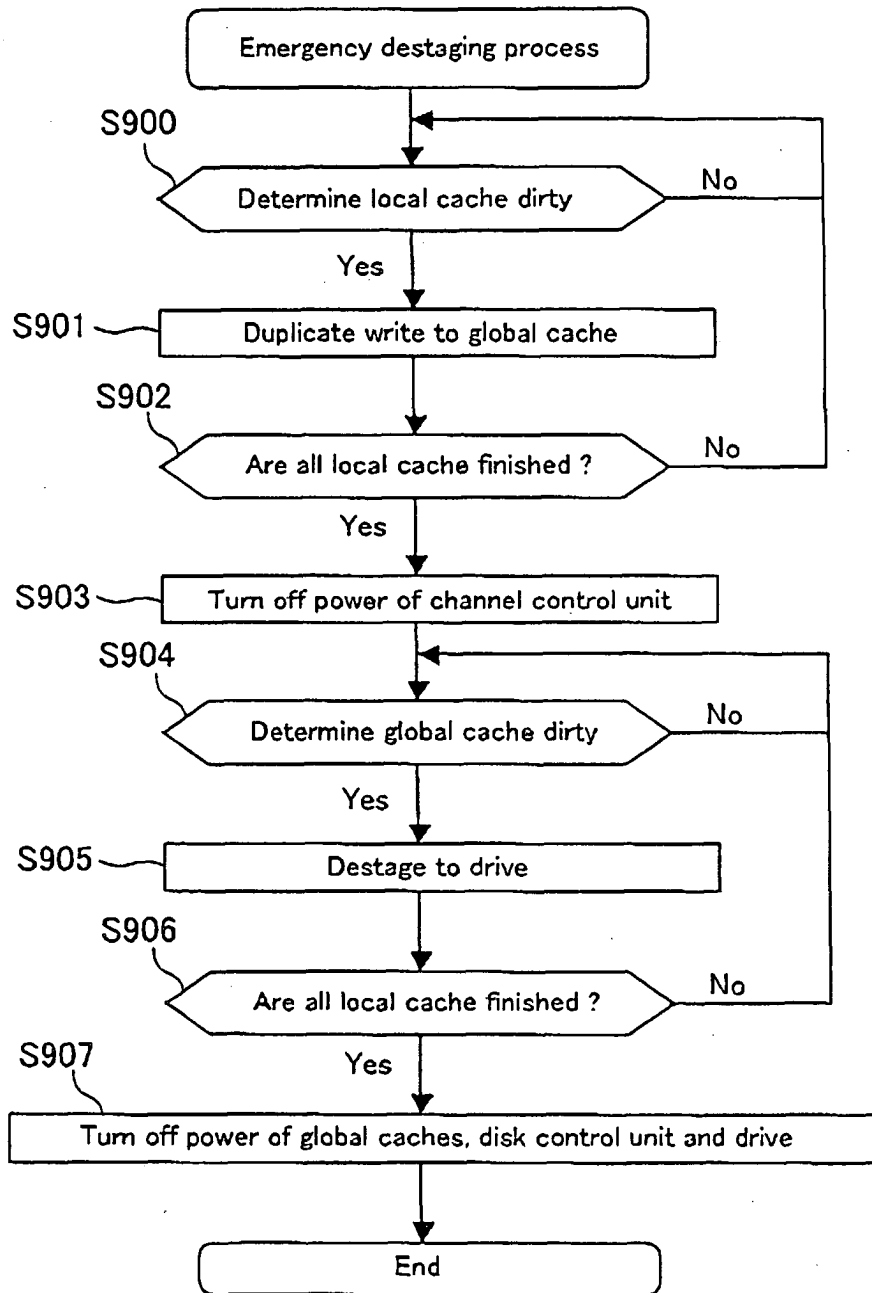 Emergency destaging process
S900
Determine local cache dirty
No
Yes
S901
Duplicate write to global cache
S902
Are all local cache finished ?
No
Yes
S903
Turn off power of channel control unit
S904
Determine global cache dirty
No
Yes
S905
Destage to drive
S906
Are all local cache finished ?
No
Yes
S907
Turn off power of global caches, disk control unit and drive
End